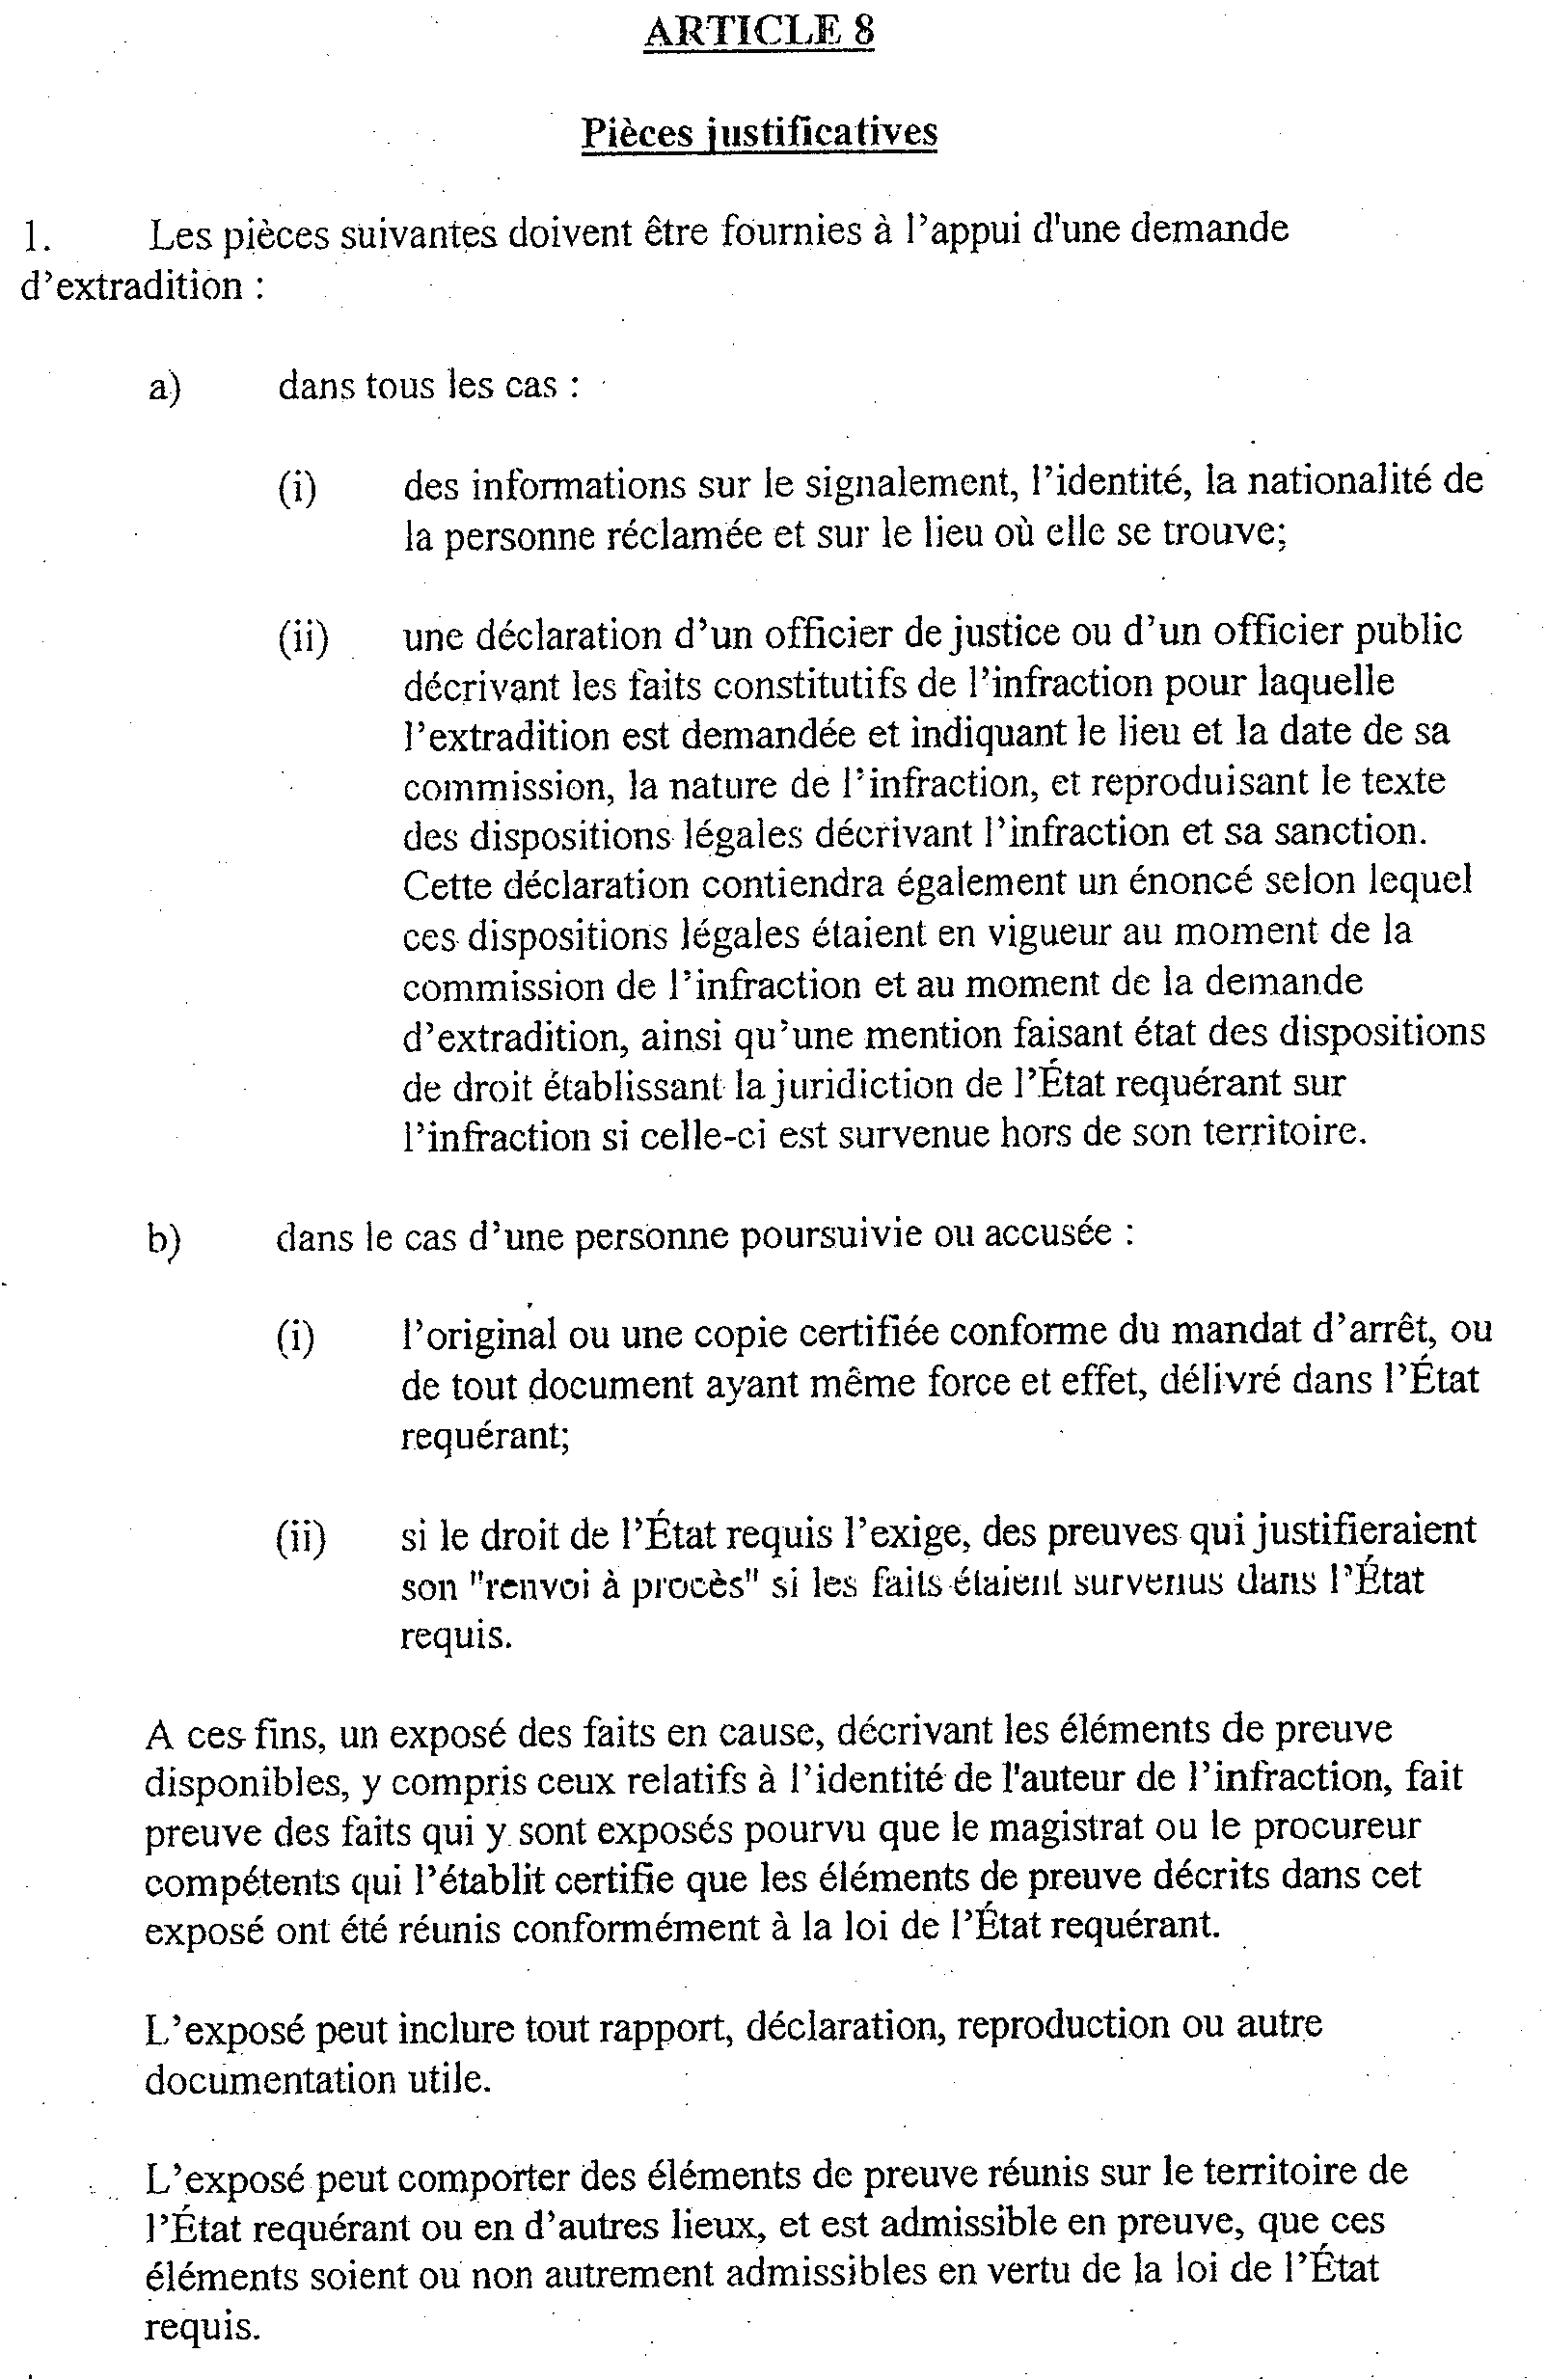 ARTICLE 8
Pièces justificatives
1. Les pièces suivantes doivent être fournies à l’appui d'une demande
d’extradition :
a) dans tous les cas :
(i) des informations sur le signalement, l’identité, la nationalité de
la personne réclamée et sur le lieu où elle se trouve;
(ii) une déclaration d’un officier de justice ou d’un officier public
décrivant les faits constitutifs de l’infraction pour laquelle
l’extradition est demandée et indiquant le lieu et la date de sa
commission, la nature de l’infraction, et reproduisant le texte
des dispositions légales décrivant l’infraction et sa sanction.
Cette déclaration contiendra également un énoncé selon lequel
ces dispositions légales étaient en vigueur au moment de la
commission de l’infraction et au moment de la demande
d’extradition, ainsi qu’une mention faisant état des dispositions
de droit établissant la juridiction de l’État requérant sur
l’infraction si celle-ci est survenue hors de son territoire.
b) dans le cas d’une personne poursuivie ou accusée :
(i) l’original ou une copie certifiée conforme du mandat d’arrêt, ou
de tout document ayant même force et effet, délivré dans l’État
requérant;
(ii) si le droit de l’État requis l’exige, des preuves qui justifieraient
son "renvoi à procès" si les faits étaient survenus dans l’État
requis.
A ces fins, un exposé des faits en cause, décrivant les éléments de preuve
disponibles, y compris ceux relatifs à l’identité de l'auteur de l’infraction, fait
preuve des faits qui y sont exposés pourvu que le magistrat ou le procureur
compétents qui l’établit certifie que les éléments de preuve décrits dans cet
exposé ont été réunis conformément à la loi de l’État requérant.
L’exposé peut inclure tout rapport, déclaration, reproduction ou autre
documentation utile.
L’exposé peut comporter des éléments de preuve réunis sur le territoire de
l’État requérant ou en d’autres lieux, et est admissible en preuve, que ces
éléments soient ou non autrement admissibles en vertu de la loi de l’État
requis.